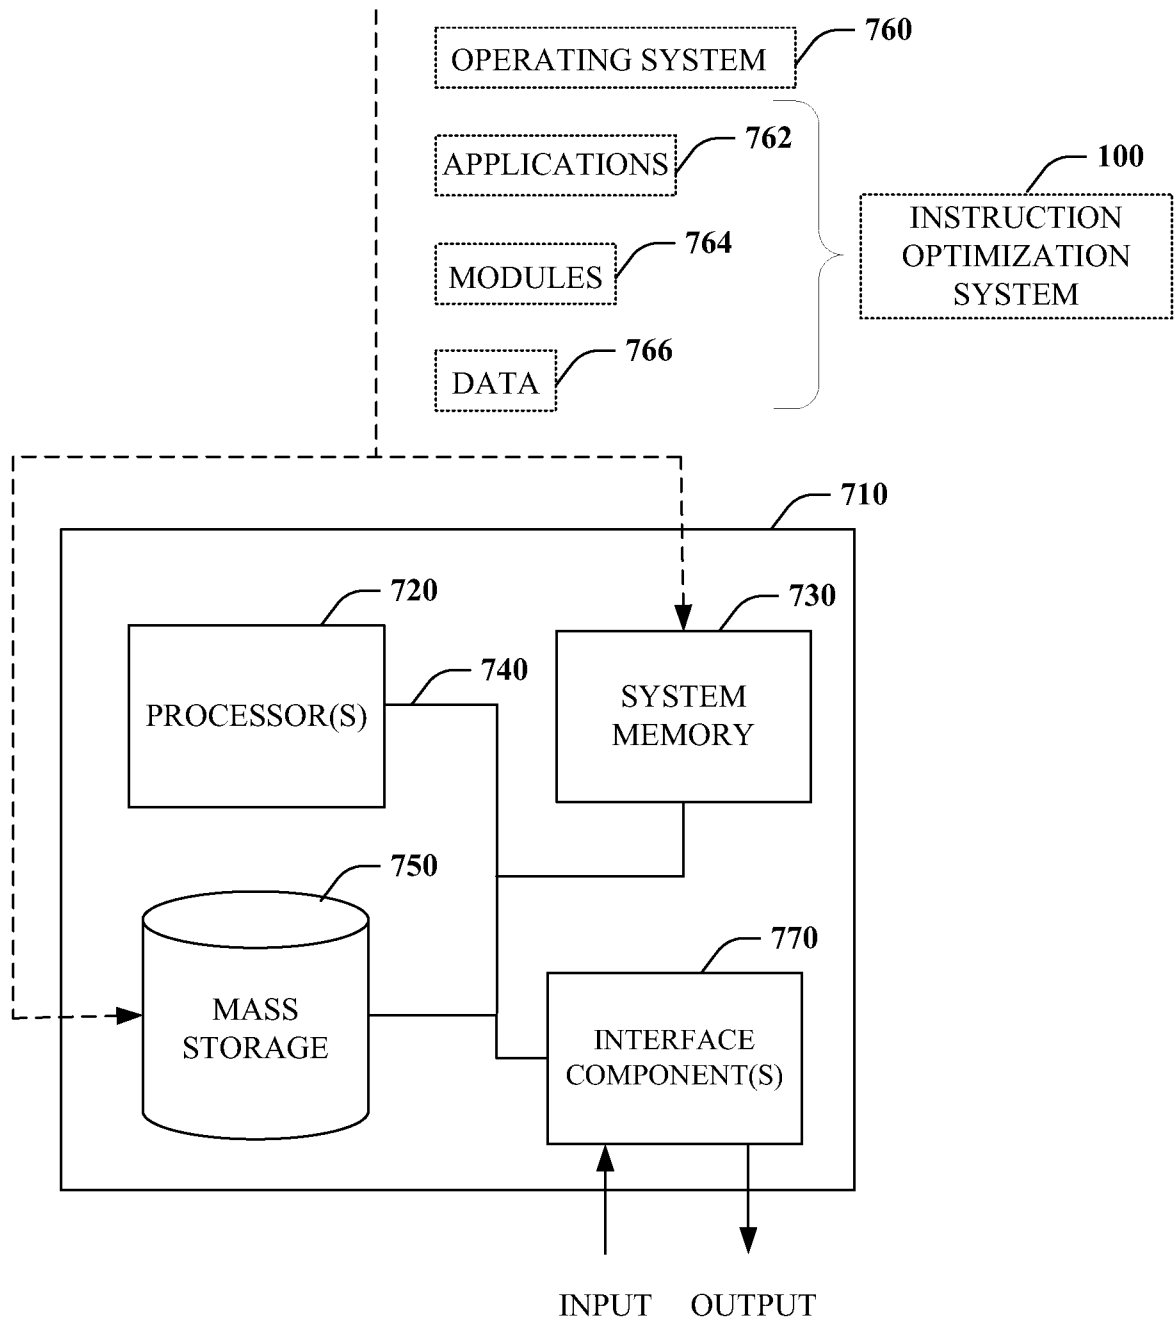 760
OPERATING SYSTEM
762
APPLICATIONS
100
INSTRUCTION
OPTIMIZATION
SYSTEM
764
MODULES
766
DATA
710
720
730
PROCESSOR(S)
740
SYSTEM
MEMORY
750
770
MASS
STORAGE
INTERFACE
COMPONENT(S)
INPUT
OUTPUT